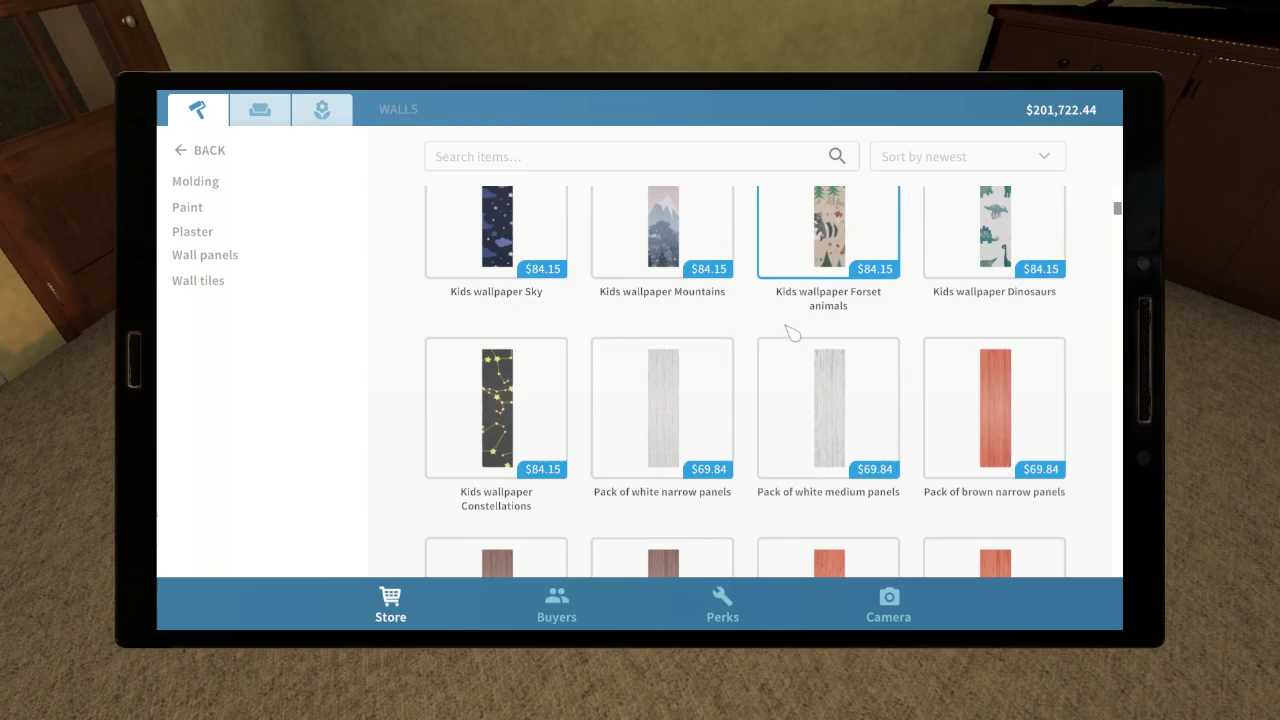 WALLS
$201,722.44
BACK
Molding
Paint
Plaster
Wall panels
Wall tiles
Search items...
Sort by newest
$84.15
$84.15
$84.15
$84.15
Kids wallpaper Sky
Kids wallpaper Mountains
Kids wallpaper Forset
animals
Kids wallpaper Dinosaurs
$84.15
$69.84
$69.84
$69.84
Kids wallpaper
Constellations
Pack of white narrow panels
Pack of white medium panels
Pack of brown narrow panels
Store
Buyers
Perks
Camera